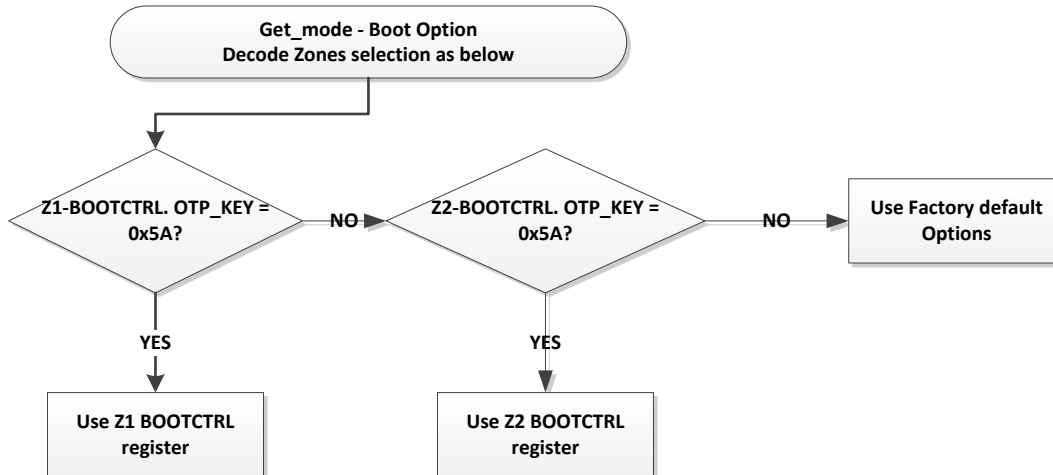 Get_mode - Boot Option
Decode Zones selection as below
Z1-BOOTCTRL. OTP_KEY =
0x5A?
NO
Z2-BOOTCTRL. OTP_KEY =
0x5A?
NO
Use Factory default
Options
YES
YES
Use Z1 BOOTCTRL
register
Use Z2 BOOTCTRL
register